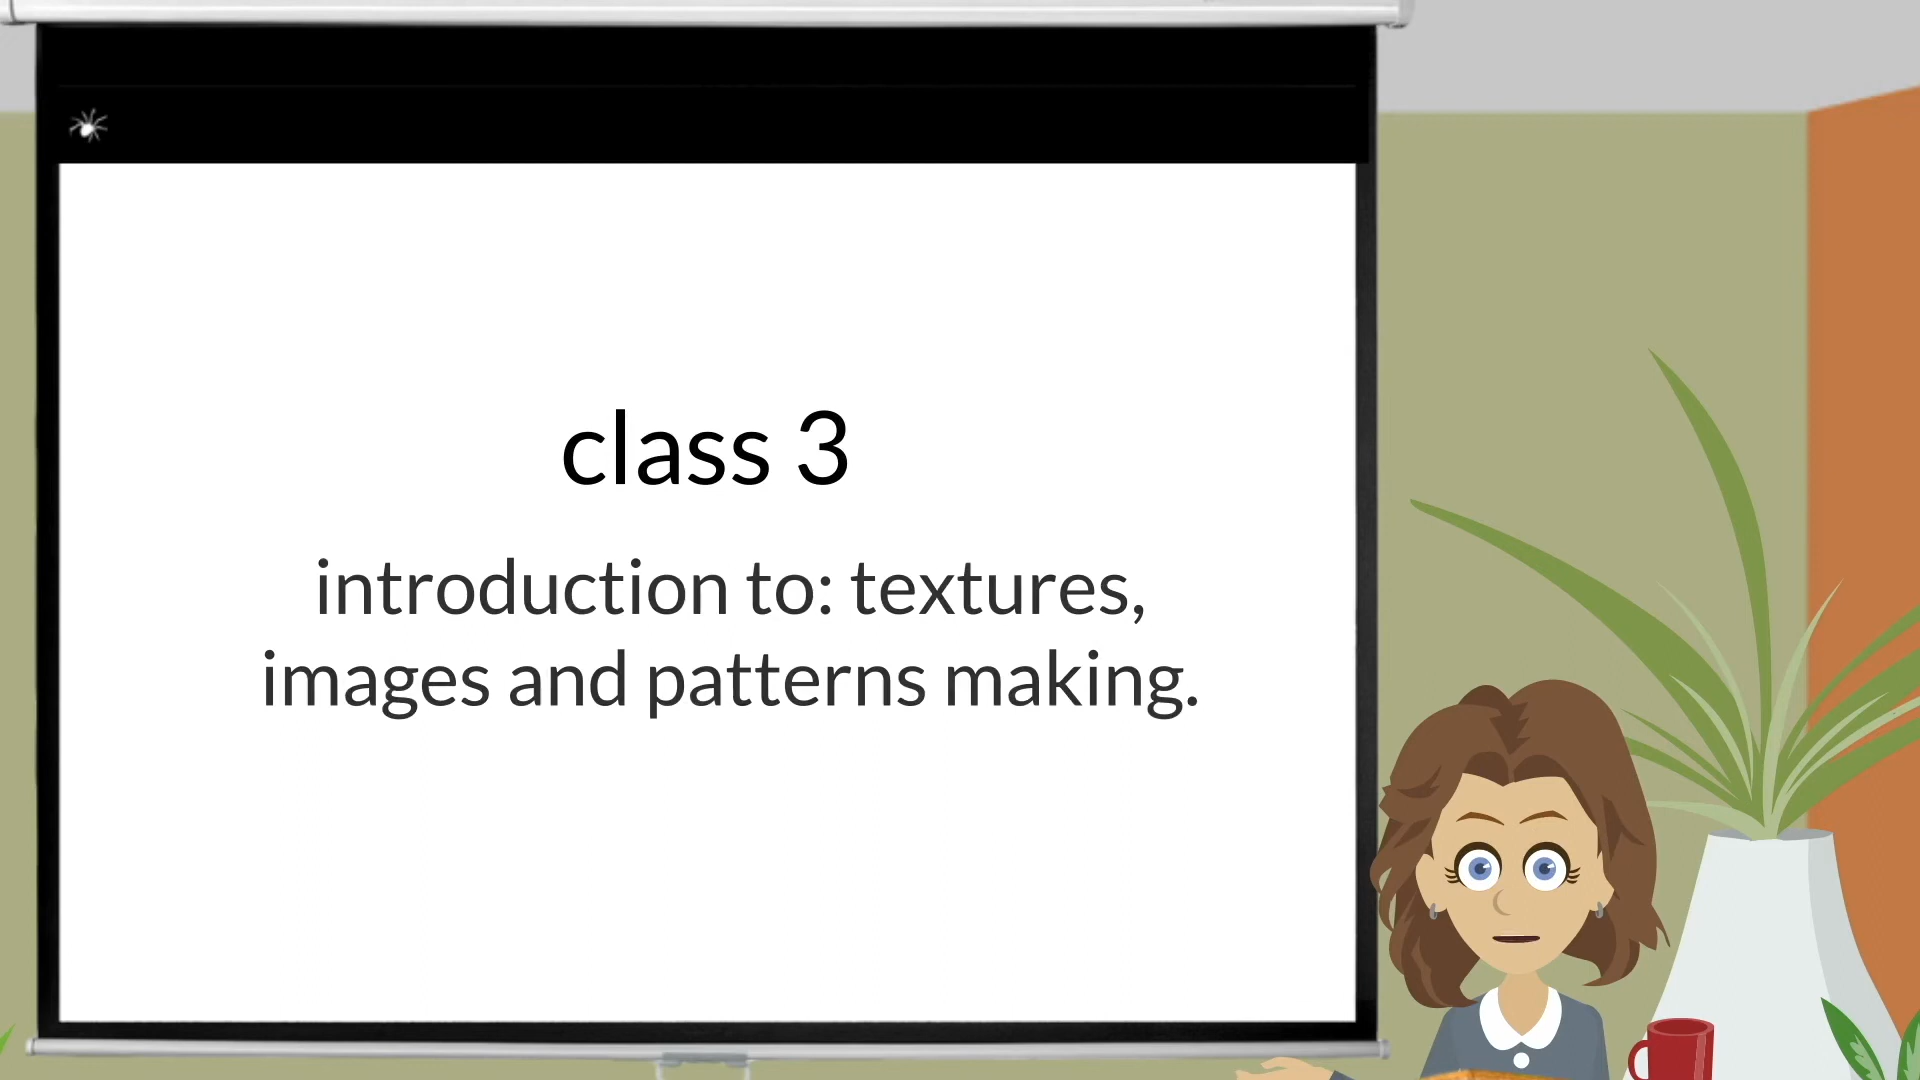 class 3
introduction to: textures,
images and patterns making.